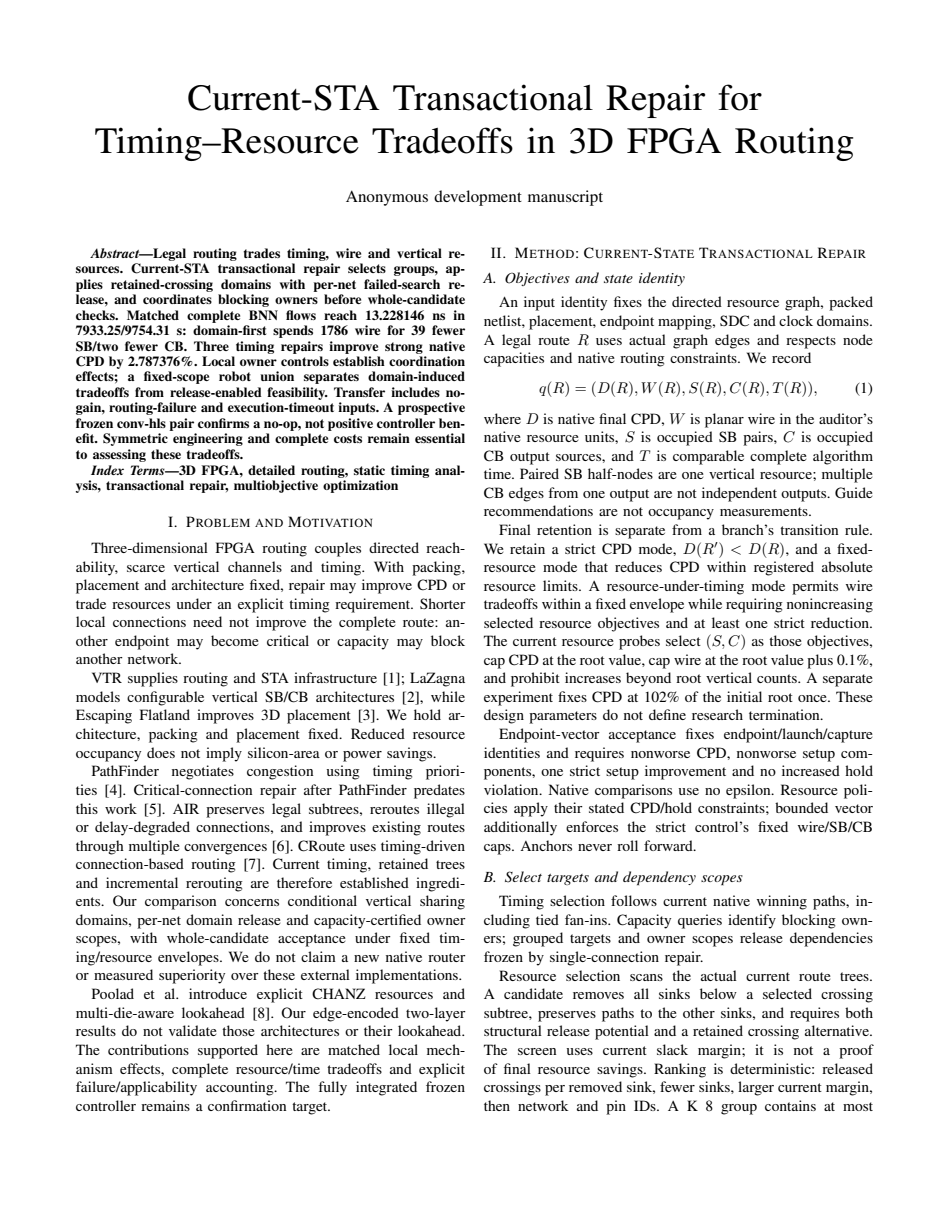 Current-STA Transactional Repair for
Timing–Resource Tradeoffs in 3D FPGA Routing
Anonymous development manuscript
Abstract—Legal routing trades timing, wire and vertical re-
sources. Current-STA transactional repair selects groups, ap-
plies retained-crossing domains with per-net failed-search re-
lease, and coordinates blocking owners before whole-candidate
checks. Matched complete BNN flows reach 13.228146 ns in
7933.25/9754.31 s: domain-first spends 1786 wire for 39 fewer
SB/two fewer CB. Three timing repairs improve strong native
CPD by 2.787376%. Local owner controls establish coordination
effects; a fixed-scope robot union separates domain-induced
tradeoffs from release-enabled feasibility. Transfer includes no-
gain, routing-failure and execution-timeout inputs. A prospective
frozen conv-hls pair confirms a no-op, not positive controller ben-
efit. Symmetric engineering and complete costs remain essential
to assessing these tradeoffs.
Index Terms—3D FPGA, detailed routing, static timing anal-
ysis, transactional repair, multiobjective optimization
I. PROBLEM AND MOTIVATION
Three-dimensional FPGA routing couples directed reach-
ability, scarce vertical channels and timing. With packing,
placement and architecture fixed, repair may improve CPD or
trade resources under an explicit timing requirement. Shorter
local connections need not improve the complete route: an-
other endpoint may become critical or capacity may block
another network.
VTR supplies routing and STA infrastructure [1]; LaZagna
models configurable vertical SB/CB architectures [2], while
Escaping Flatland improves 3D placement [3]. We hold ar-
chitecture, packing and placement fixed. Reduced resource
occupancy does not imply silicon-area or power savings.
PathFinder negotiates congestion using timing priori-
ties [4]. Critical-connection repair after PathFinder predates
this work [5]. AIR preserves legal subtrees, reroutes illegal
or delay-degraded connections, and improves existing routes
through multiple convergences [6]. CRoute uses timing-driven
connection-based routing [7]. Current timing, retained trees
and incremental rerouting are therefore established ingredi-
ents. Our comparison concerns conditional vertical sharing
domains, per-net domain release and capacity-certified owner
scopes, with whole-candidate acceptance under fixed tim-
ing/resource envelopes. We do not claim a new native router
or measured superiority over these external implementations.
Poolad et al. introduce explicit CHANZ resources and
multi-die-aware lookahead [8]. Our edge-encoded two-layer
results do not validate those architectures or their lookahead.
The contributions supported here are matched local mech-
anism effects, complete resource/time tradeoffs and explicit
failure/applicability accounting. The fully integrated frozen
controller remains a confirmation target.
II. METHOD: CURRENT-STATE TRANSACTIONAL REPAIR
A. Objectives and state identity
An input identity fixes the directed resource graph, packed
netlist, placement, endpoint mapping, SDC and clock domains.
A legal route R uses actual graph edges and respects node
capacities and native routing constraints. We record
q(R) = (D(R), W(R), S(R), C(R), T(R)), (1)
where D is native final CPD, W is planar wire in the auditor's
native resource units, S is occupied SB pairs, C is occupied
CB output sources, and T is comparable complete algorithm
time. Paired SB half-nodes are one vertical resource; multiple
CB edges from one output are not independent outputs. Guide
recommendations are not occupancy measurements.
Final retention is separate from a branch's transition rule.
We retain a strict CPD mode, D(R′) < D(R), and a fixed-
resource mode that reduces CPD within registered absolute
resource limits. A resource-under-timing mode permits wire
tradeoffs within a fixed envelope while requiring nonincreasing
selected resource objectives and at least one strict reduction.
The current resource probes select (S, C) as those objectives,
cap CPD at the root value, cap wire at the root value plus 0.1%,
and prohibit increases beyond root vertical counts. A separate
experiment fixes CPD at 102% of the initial root once. These
design parameters do not define research termination.
Endpoint-vector acceptance fixes endpoint/launch/capture
identities and requires nonworse CPD, nonworse setup com-
ponents, one strict setup improvement and no increased hold
violation. Native comparisons use no epsilon. Resource poli-
cies apply their stated CPD/hold constraints; bounded vector
additionally enforces the strict control's fixed wire/SB/CB
caps. Anchors never roll forward.
B. Select targets and dependency scopes
Timing selection follows current native winning paths, in-
cluding tied fan-ins. Capacity queries identify blocking own-
ers; grouped targets and owner scopes release dependencies
frozen by single-connection repair.
Resource selection scans the actual current route trees.
A candidate removes all sinks below a selected crossing
subtree, preserves paths to the other sinks, and requires both
structural release potential and a retained crossing alternative.
The screen uses current slack margin; it is not a proof
of final resource savings. Ranking is deterministic: released
crossings per removed sink, fewer sinks, larger current margin,
then network and pin IDs. A K 8 group contains at most